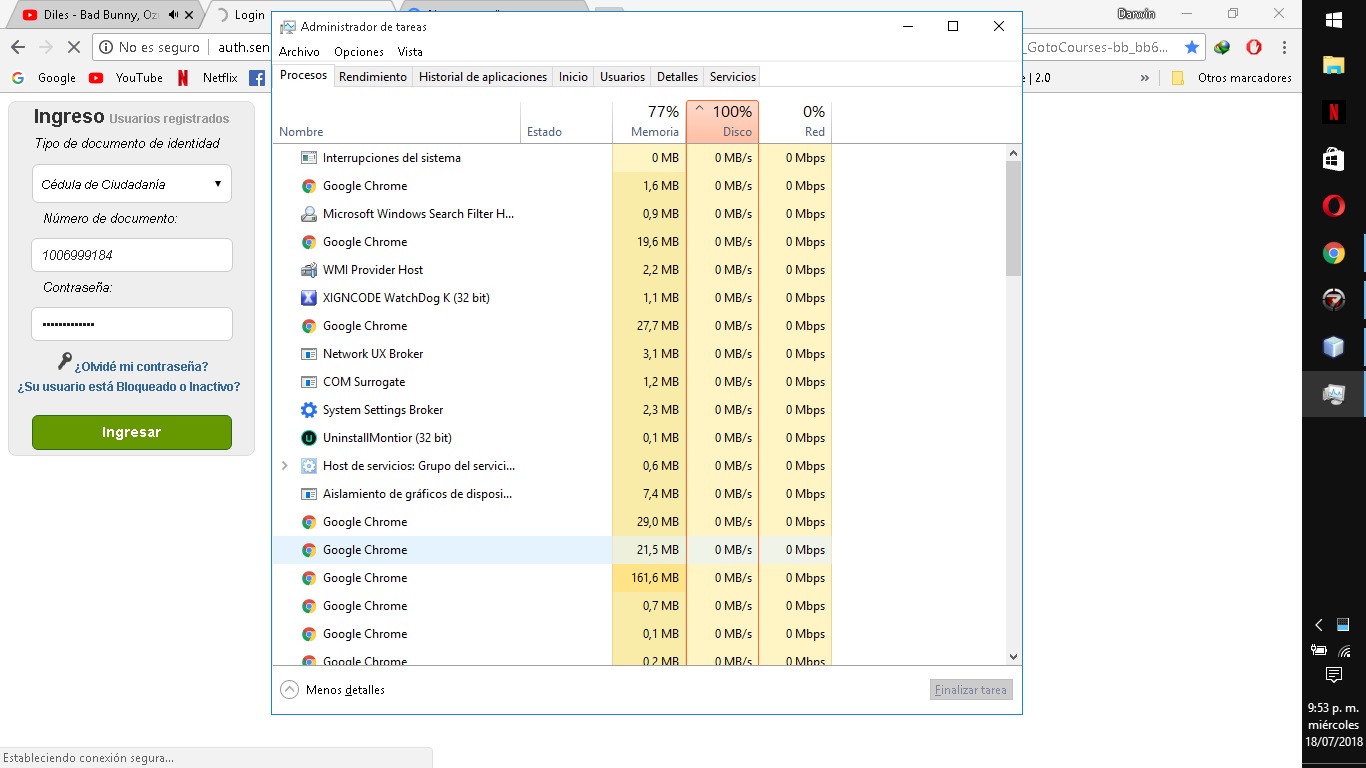 Diles - Bad Bunny, Oz
Login
Darwin
No es seguro
auth.sen
_GotoCourses-bb_bb6...
Google
YouTube
Netflix
| 2.0
»
Otros marcadores
Ingreso Usuarios registrados
Tipo de documento de identidad
Cédula de Ciudadanía
Número de documento:
1006999184
Contraseña:
•••••••••••••
¿Olvidé mi contraseña?
¿Su usuario está Bloqueado o Inactivo?
Ingresar
Estableciendo conexión segura...
Administrador de tareas
Archivo Opciones Vista
Procesos Rendimiento Historial de aplicaciones Inicio Usuarios Detalles Servicios
77% 100% 0%
Nombre Estado Memoria Disco Red
Interrupciones del sistema 0 MB 0 MB/s 0 Mbps
Google Chrome 1,6 MB 0 MB/s 0 Mbps
Microsoft Windows Search Filter H... 0,9 MB 0 MB/s 0 Mbps
Google Chrome 19,6 MB 0 MB/s 0 Mbps
WMI Provider Host 2,2 MB 0 MB/s 0 Mbps
XIGNCODE WatchDog K (32 bit) 1,1 MB 0 MB/s 0 Mbps
Google Chrome 27,7 MB 0 MB/s 0 Mbps
Network UX Broker 3,1 MB 0 MB/s 0 Mbps
COM Surrogate 1,2 MB 0 MB/s 0 Mbps
System Settings Broker 2,3 MB 0 MB/s 0 Mbps
UninstallMontior (32 bit) 0,1 MB 0 MB/s 0 Mbps
Host de servicios: Grupo del servici... 0,6 MB 0 MB/s 0 Mbps
Aislamiento de gráficos de disposi... 7,4 MB 0 MB/s 0 Mbps
Google Chrome 29,0 MB 0 MB/s 0 Mbps
Google Chrome 21,5 MB 0 MB/s 0 Mbps
Google Chrome 161,6 MB 0 MB/s 0 Mbps
Google Chrome 0,7 MB 0 MB/s 0 Mbps
Google Chrome 0,1 MB 0 MB/s 0 Mbps
Google Chrome 0,2 MB 0 MB/s 0 Mbps
Menos detalles
Finalizar tarea
9:53 p. m.
miércoles
18/07/2018